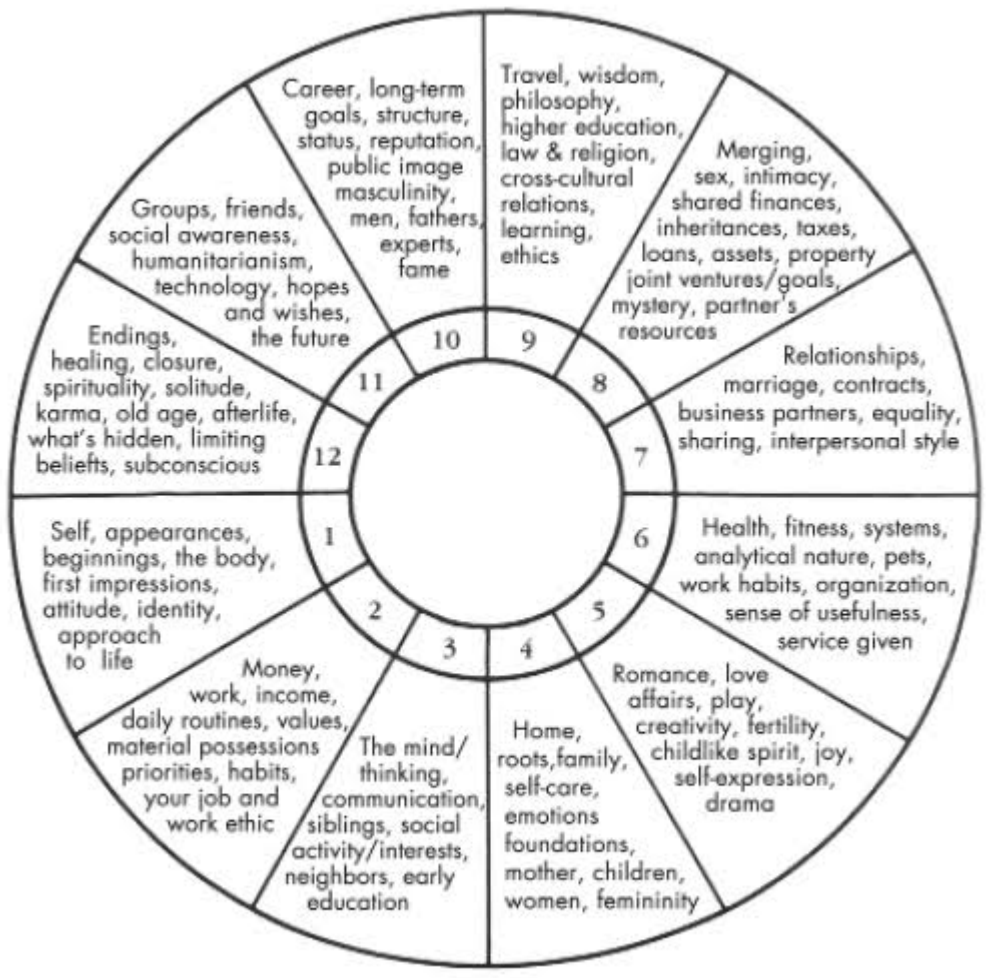 Career, long-term
goals, structure,
status, reputation,
public image
masculinity,
men, fathers,
experts,
fame
Travel, wisdom,
philosophy,
higher education,
law & religion,
cross-cultural
relations,
learning,
ethics
Merging,
sex, intimacy,
shared finances,
inheritances, taxes,
loans, assets, property
joint ventures/goals,
mystery, partner's
resources
Groups, friends,
social awareness,
humanitarianism,
technology, hopes
and wishes,
the future
Endings,
healing, closure,
spirituality, solitude,
karma, old age, afterlife,
what's hidden, limiting
beliefts, subconscious
Relationships,
marriage, contracts,
business partners, equality,
sharing, interpersonal style
10
9
11
8
12
7
1
6
2
5
3
4
Self, appearances,
beginnings, the body,
first impressions,
attitude, identity,
approach
to life
Health, fitness, systems,
analytical nature, pets,
work habits, organization,
sense of usefulness,
service given
Money,
work, income,
daily routines, values,
material possessions
priorities, habits,
your job and
work ethic
The mind/
thinking,
communication,
siblings, social
activity/interests,
neighbors, early
education
Home,
roots,family,
self-care,
emotions
foundations,
mother, children,
women, femininity
Romance, love
affairs, play,
creativity, fertility,
childlike spirit, joy,
self-expression,
drama